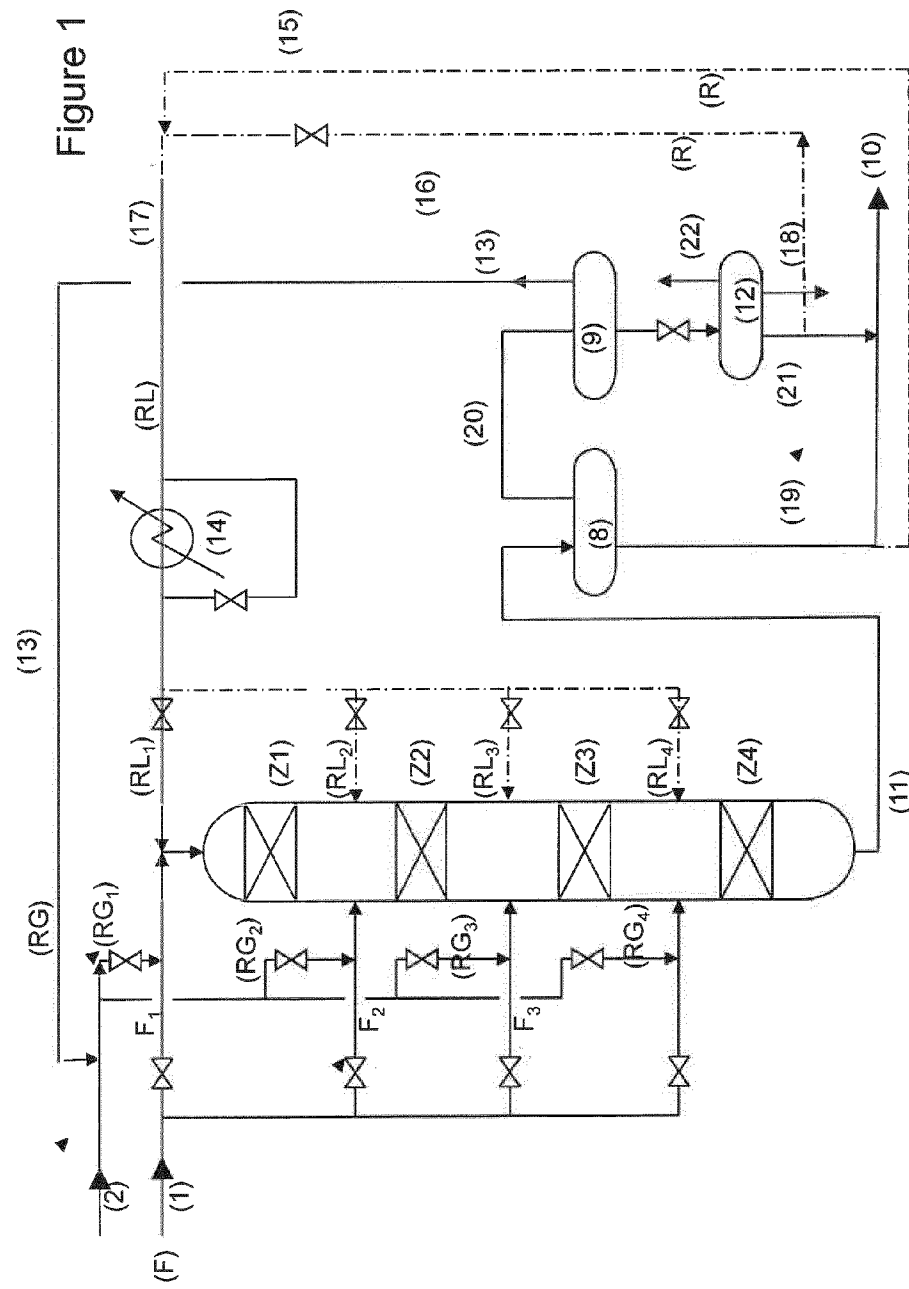 Figure 1
(15)
(R)
(R)
(10)
(16)
(17)
(13)
(22)
(18)
(12)
(9)
(21)
(RL)
(20)
(19)
(14)
(8)
(13)
(RL1)
(Z1)
(RL2)
(Z2)
(RL3)
(Z3)
(RL4)
(Z4)
(11)
(RG)
(RG1)
(RG2)
(RG3)
(RG4)
F1
F2
F3
(2)
(1)
(F)